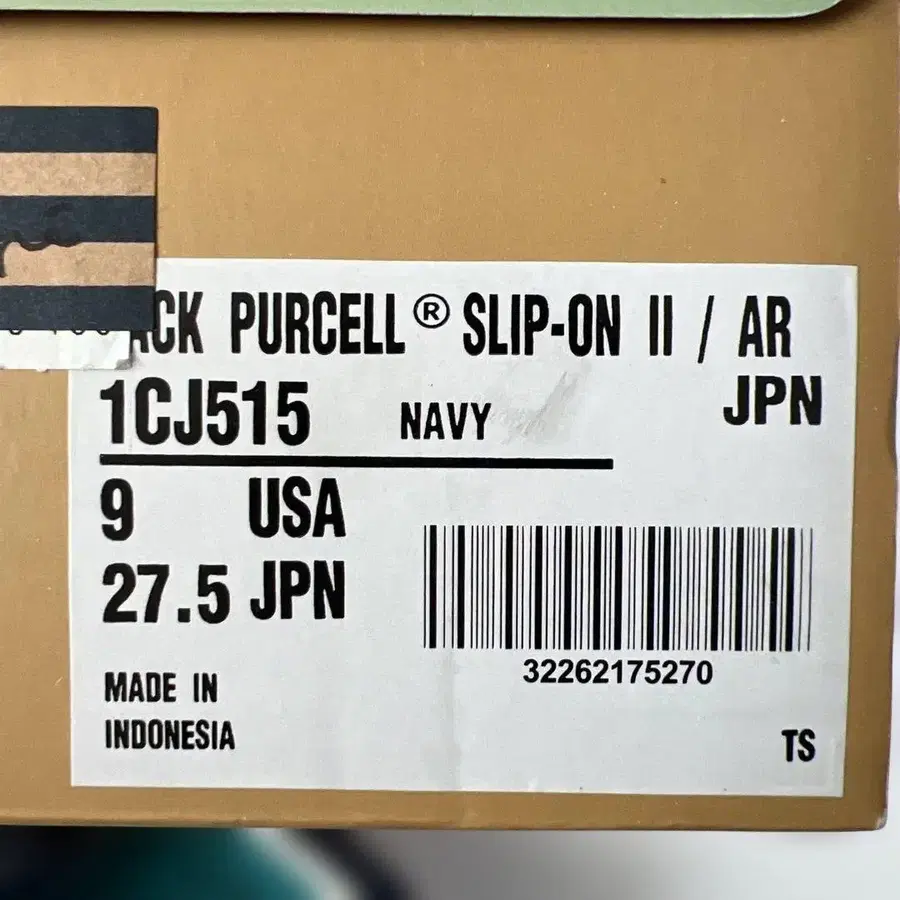 ACK PURCELL® SLIP-ON II / AR
1CJ515 NAVY JPN
9 USA
27.5 JPN
32262175270
MADE IN
INDONESIA
TS